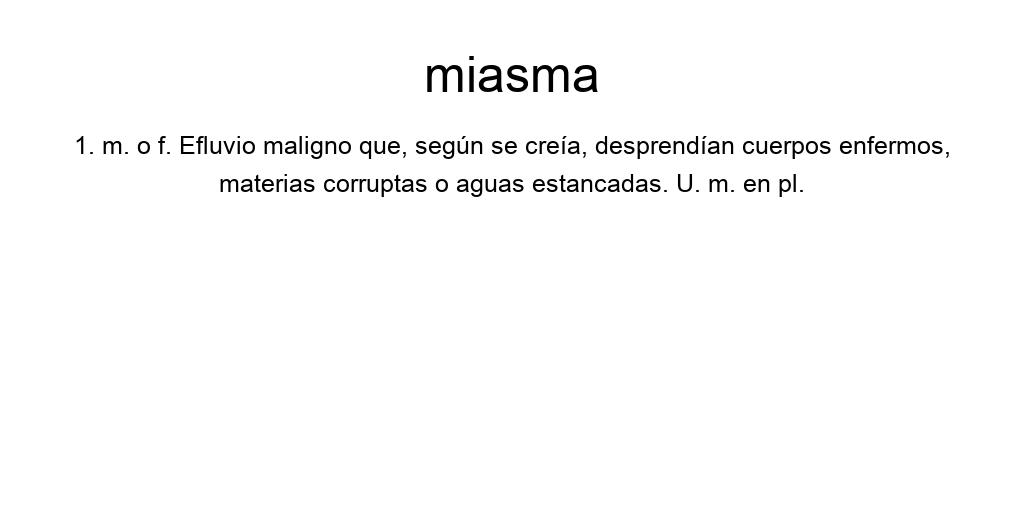 miasma
1. m. o f. Efluvio maligno que, según se creía, desprendían cuerpos enfermos,
materias corruptas o aguas estancadas. U. m. en pl.